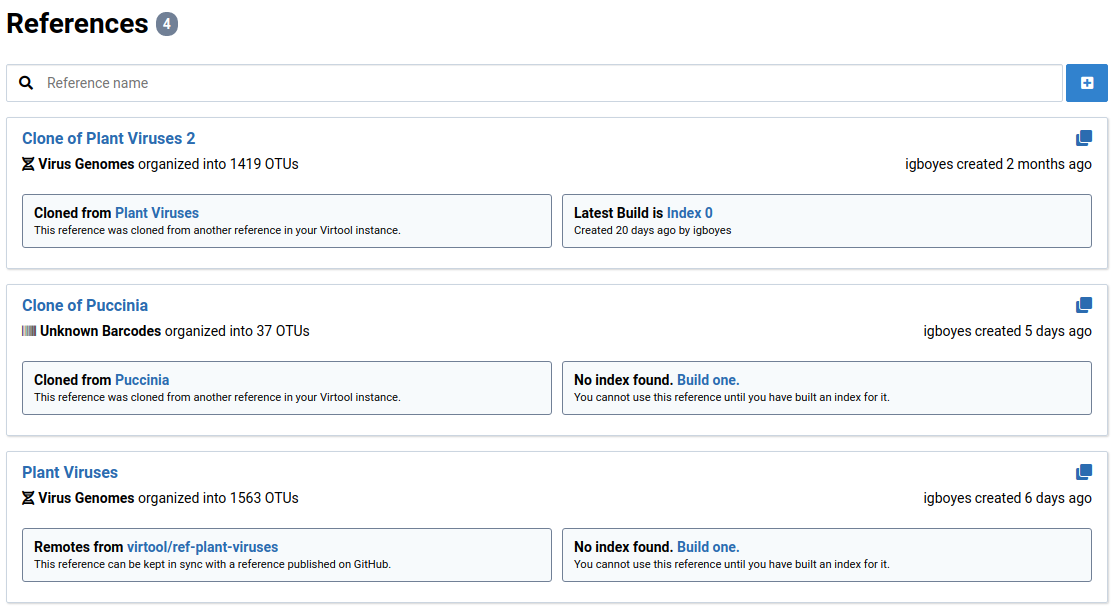 References 4
Reference name
Clone of Plant Viruses 2
Virus Genomes organized into 1419 OTUs igboyes created 2 months ago
Cloned from Plant Viruses
This reference was cloned from another reference in your Virtool instance.
Latest Build is Index 0
Created 20 days ago by igboyes
Clone of Puccinia
Unknown Barcodes organized into 37 OTUs igboyes created 5 days ago
Cloned from Puccinia
This reference was cloned from another reference in your Virtool instance.
No index found. Build one.
You cannot use this reference until you have built an index for it.
Plant Viruses
Virus Genomes organized into 1563 OTUs igboyes created 6 days ago
Remotes from virtool/ref-plant-viruses
This reference can be kept in sync with a reference published on GitHub.
No index found. Build one.
You cannot use this reference until you have built an index for it.